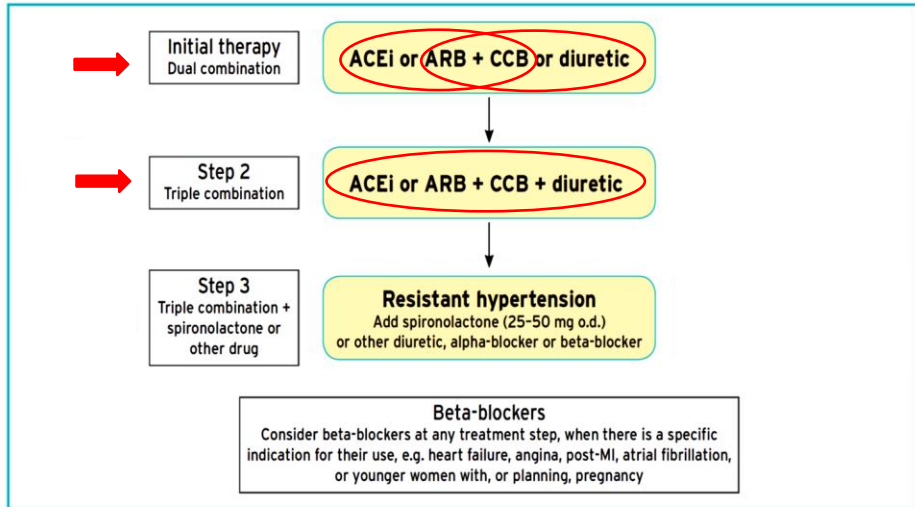 Initial therapy
Dual combination
ACEi or ARB + CCB or diuretic
Step 2
Triple combination
ACEi or ARB + CCB + diuretic
Step 3
Triple combination +
spironolactone or
other drug
Resistant hypertension
Add spironolactone (25–50 mg o.d.)
or other diuretic, alpha-blocker or beta-blocker
Beta-blockers
Consider beta-blockers at any treatment step, when there is a specific
indication for their use, e.g. heart failure, angina, post-MI, atrial fibrillation,
or younger women with, or planning, pregnancy